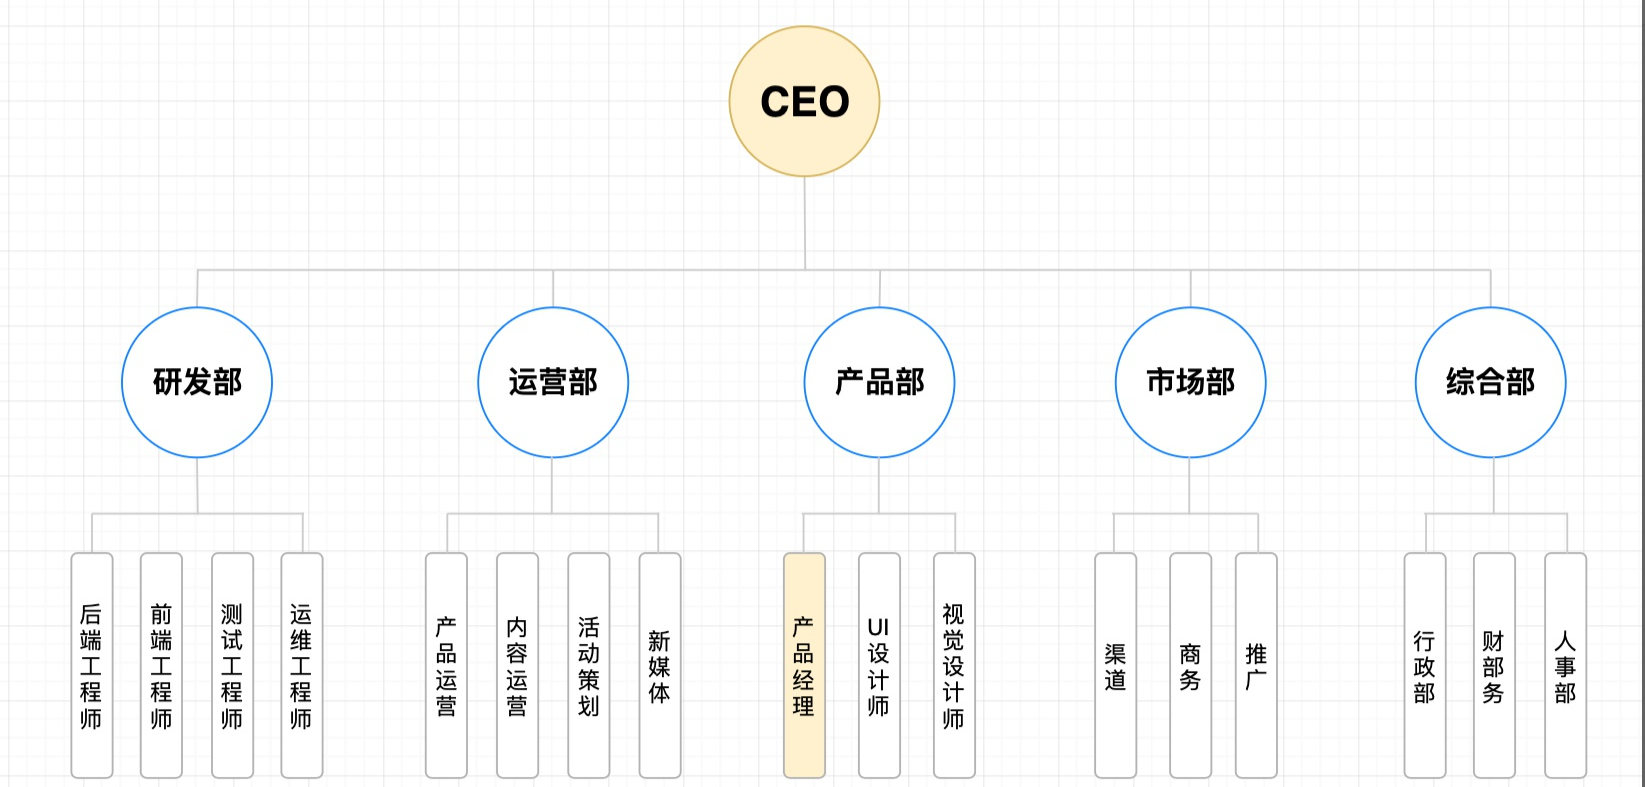 CEO
研发部
运营部
产品部
市场部
综合部
后端工程师
前端工程师
测试工程师
运维工程师
产品运营
内容运营
活动策划
新媒体
产品经理
UI设计师
视觉设计师
渠道
商务
推广
行政部
财部务
人事部